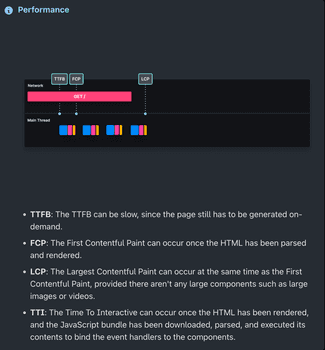 Performance
TTFB FCP LCP
Network
GET /
Main Thread
• TTFB: The TTFB can be slow, since the page still has to be generated on-
demand.
• FCP: The First Contentful Paint can occur once the HTML has been parsed
and rendered.
• LCP: The Largest Contentful Paint can occur at the same time as the First
Contentful Paint, provided there aren't any large components such as large
images or videos.
• TTI: The Time To Interactive can occur once the HTML has been rendered,
and the JavaScript bundle has been downloaded, parsed, and executed its
contents to bind the event handlers to the components.